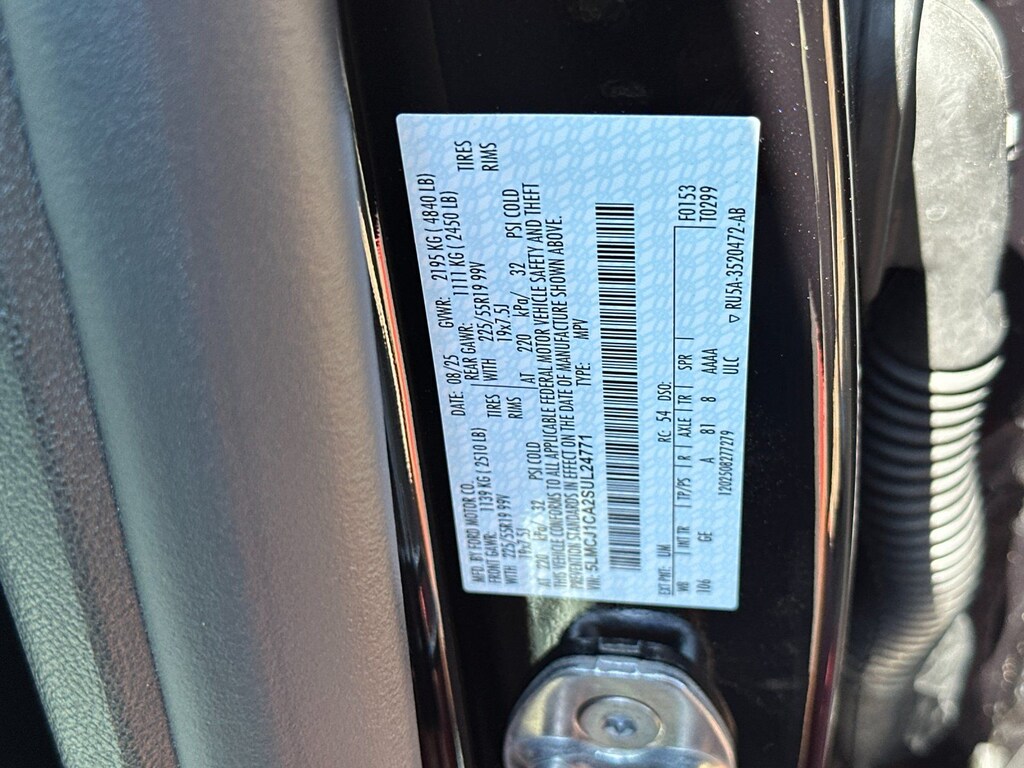 MFD. BY FORD MOTOR CO. DATE: 08/25 GVWR: 2195 KG ( 4840 LB)
FRONT GAWR: 1139 KG ( 2510 LB) REAR GAWR: 1111 KG ( 2450 LB)
WITH 225/55R19 99V TIRES WITH 225/55R19 99V TIRES
19x7.5J RIMS 19x7.5J RIMS
AT 220 kPa/ 32 PSI COLD AT 220 kPa/ 32 PSI COLD
THIS VEHICLE CONFORMS TO ALL APPLICABLE FEDERAL MOTOR VEHICLE SAFETY AND THEFT
PREVENTION STANDARDS IN EFFECT ON THE DATE OF MANUFACTURE SHOWN ABOVE.
VIN: 5LMCJ1CA2SUL24771 TYPE: MPV
EXT PNT: UM RC: 54 DSO:
WB INT TR TP/PS R AXLE TR SPR F0153
106 GE A 81 8 AAAA T0299
ULC
120250827279 RU5A-3520472-AB